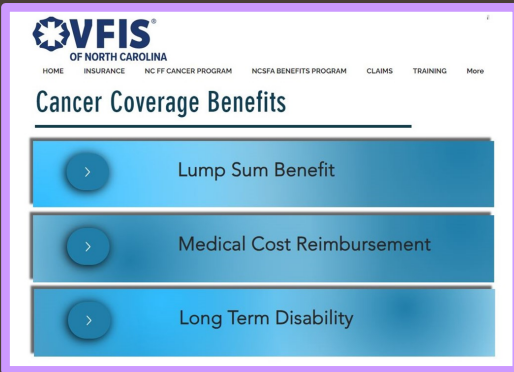 VFIS®
OF NORTH CAROLINA
HOME INSURANCE NC FF CANCER PROGRAM NCSFA BENEFITS PROGRAM CLAIMS TRAINING More
Cancer Coverage Benefits
Lump Sum Benefit
Medical Cost Reimbursement
Long Term Disability